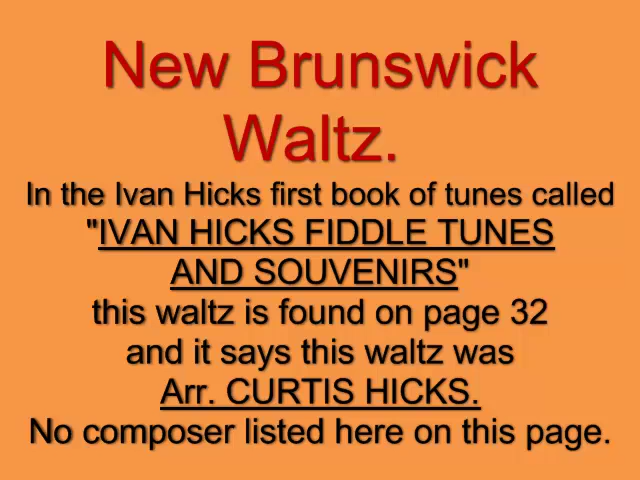 New Brunswick
Waltz.
In the Ivan Hicks first book of tunes called
"IVAN HICKS FIDDLE TUNES
AND SOUVENIRS"
this waltz is found on page 32
and it says this waltz was
Arr. CURTIS HICKS.
No composer listed here on this page.